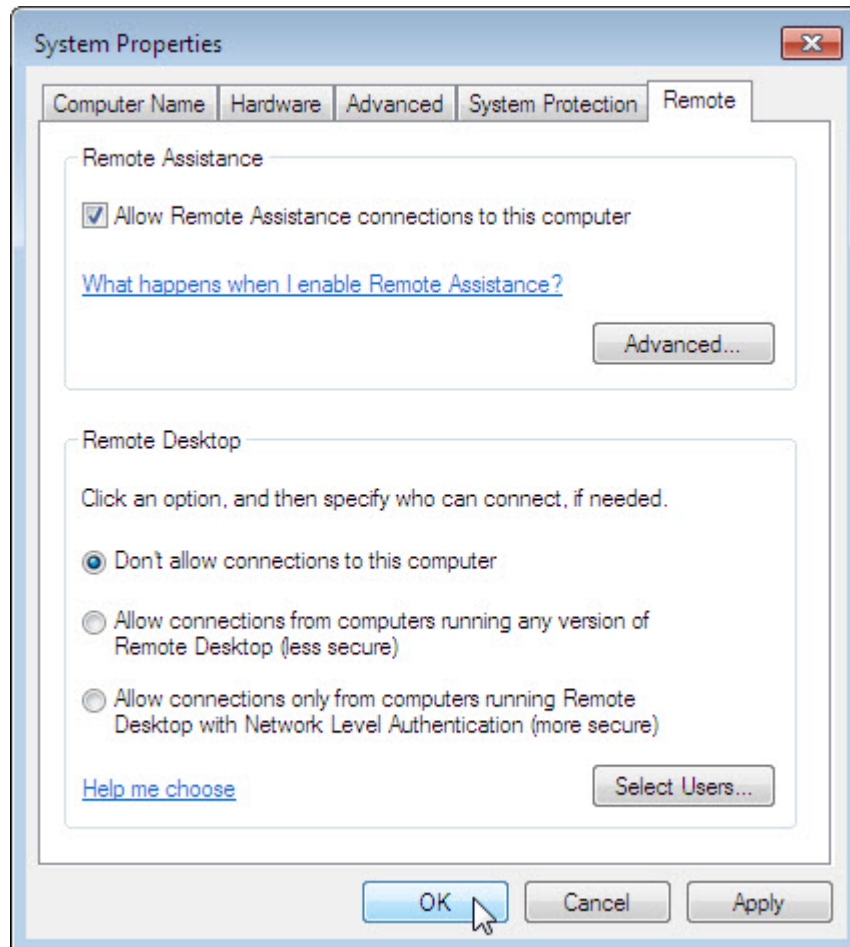 System Properties
Computer Name Hardware Advanced System Protection Remote
Remote Assistance
Allow Remote Assistance connections to this computer
What happens when I enable Remote Assistance?
Advanced...
Remote Desktop
Click an option, and then specify who can connect, if needed.
Don't allow connections to this computer
Allow connections from computers running any version of
Remote Desktop (less secure)
Allow connections only from computers running Remote
Desktop with Network Level Authentication (more secure)
Help me choose Select Users...
OK Cancel Apply